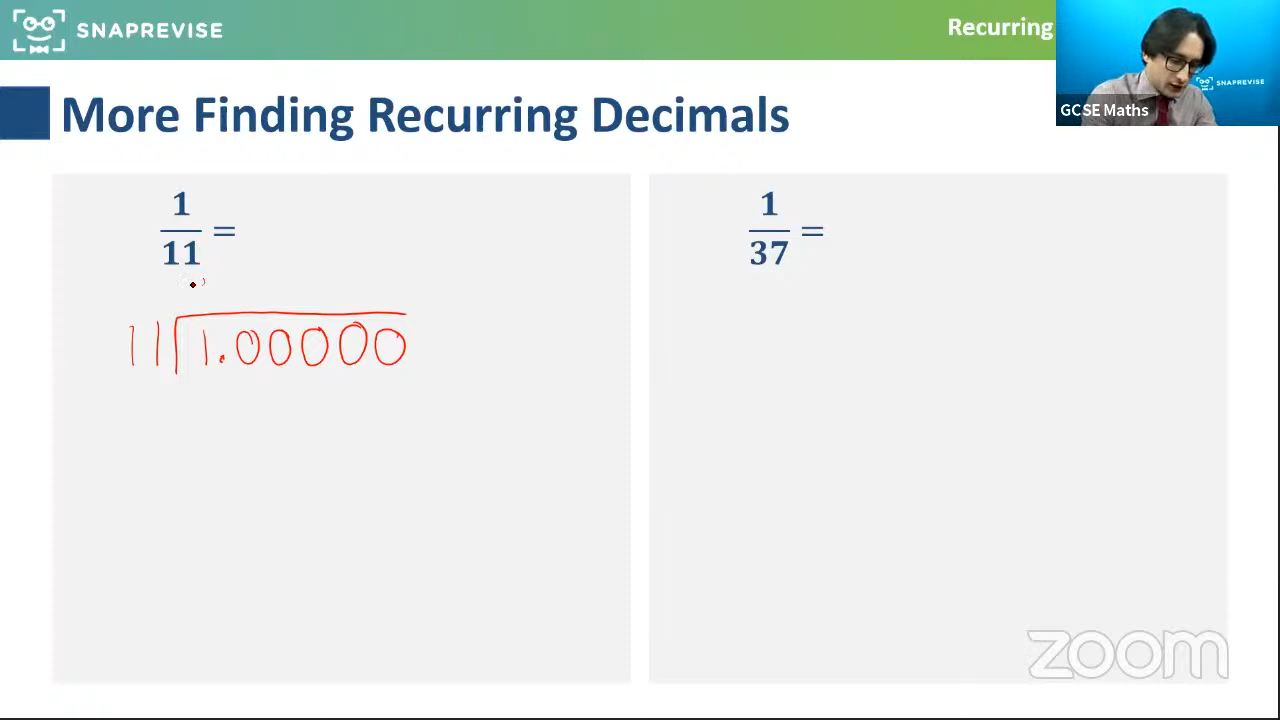 SNAPREVISE
Recurring
SNAPREVISE
GCSE Maths
More Finding Recurring Decimals
1
11 =
11 1.00000
1
37 =
zoom